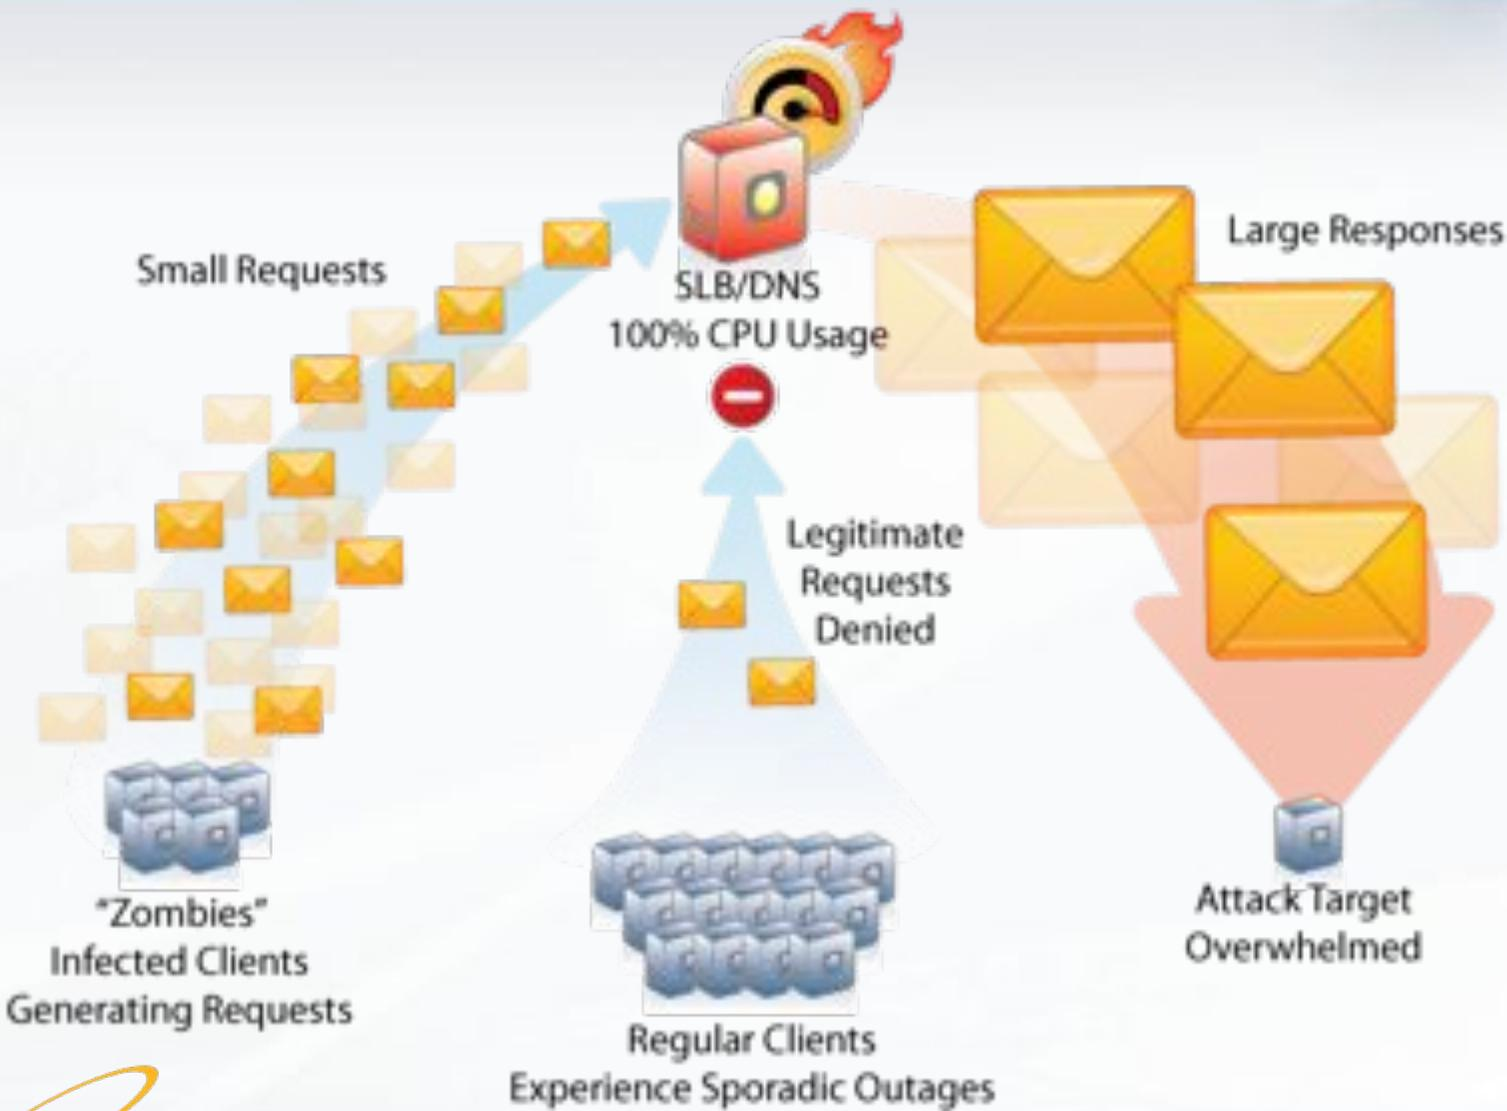 Small Requests
SLB/DNS
100% CPU Usage
Large Responses
Legitimate
Requests
Denied
"Zombies"
Infected Clients
Generating Requests
Regular Clients
Experience Sporadic Outages
Attack Target
Overwhelmed